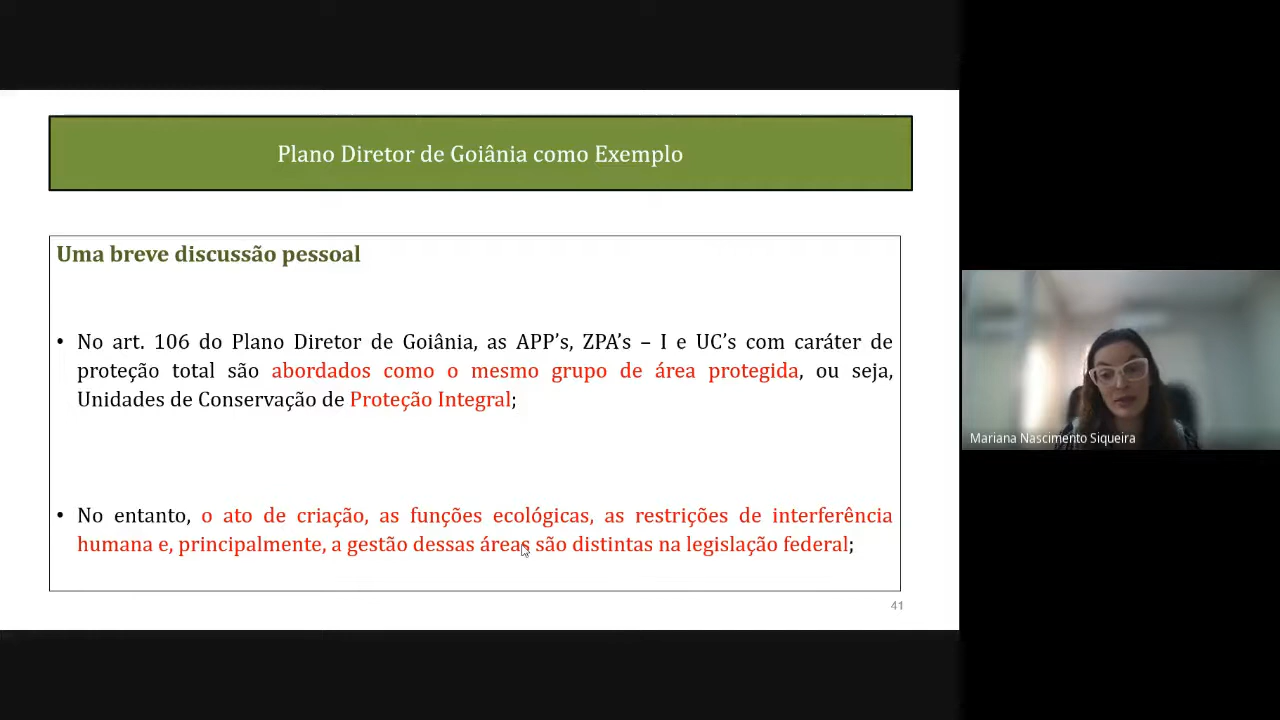 Plano Diretor de Goiânia como Exemplo
Uma breve discussão pessoal
• No art. 106 do Plano Diretor de Goiânia, as APP’s, ZPA’s – I e UC’s com caráter de
proteção total são abordados como o mesmo grupo de área protegida, ou seja,
Unidades de Conservação de Proteção Integral;
• No entanto, o ato de criação, as funções ecológicas, as restrições de interferência
humana e, principalmente, a gestão dessas áreas são distintas na legislação federal;
41
Mariana Nascimento Siqueira